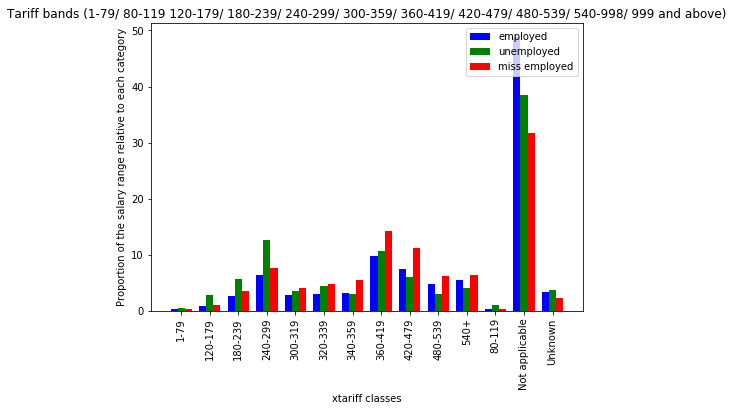 Tariff bands (1-79/ 80-119 120-179/ 180-239/ 240-299/ 300-359/ 360-419/ 420-479/ 480-539/ 540-998/ 999 and above)
employed
unemployed
miss employed
Proportion of the salary range relative to each category
50
40
30
20
10
0
1-79
120-179
180-239
240-299
300-319
320-339
340-359
360-419
420-479
480-539
540+
80-119
Not applicable
Unknown
xtariff classes